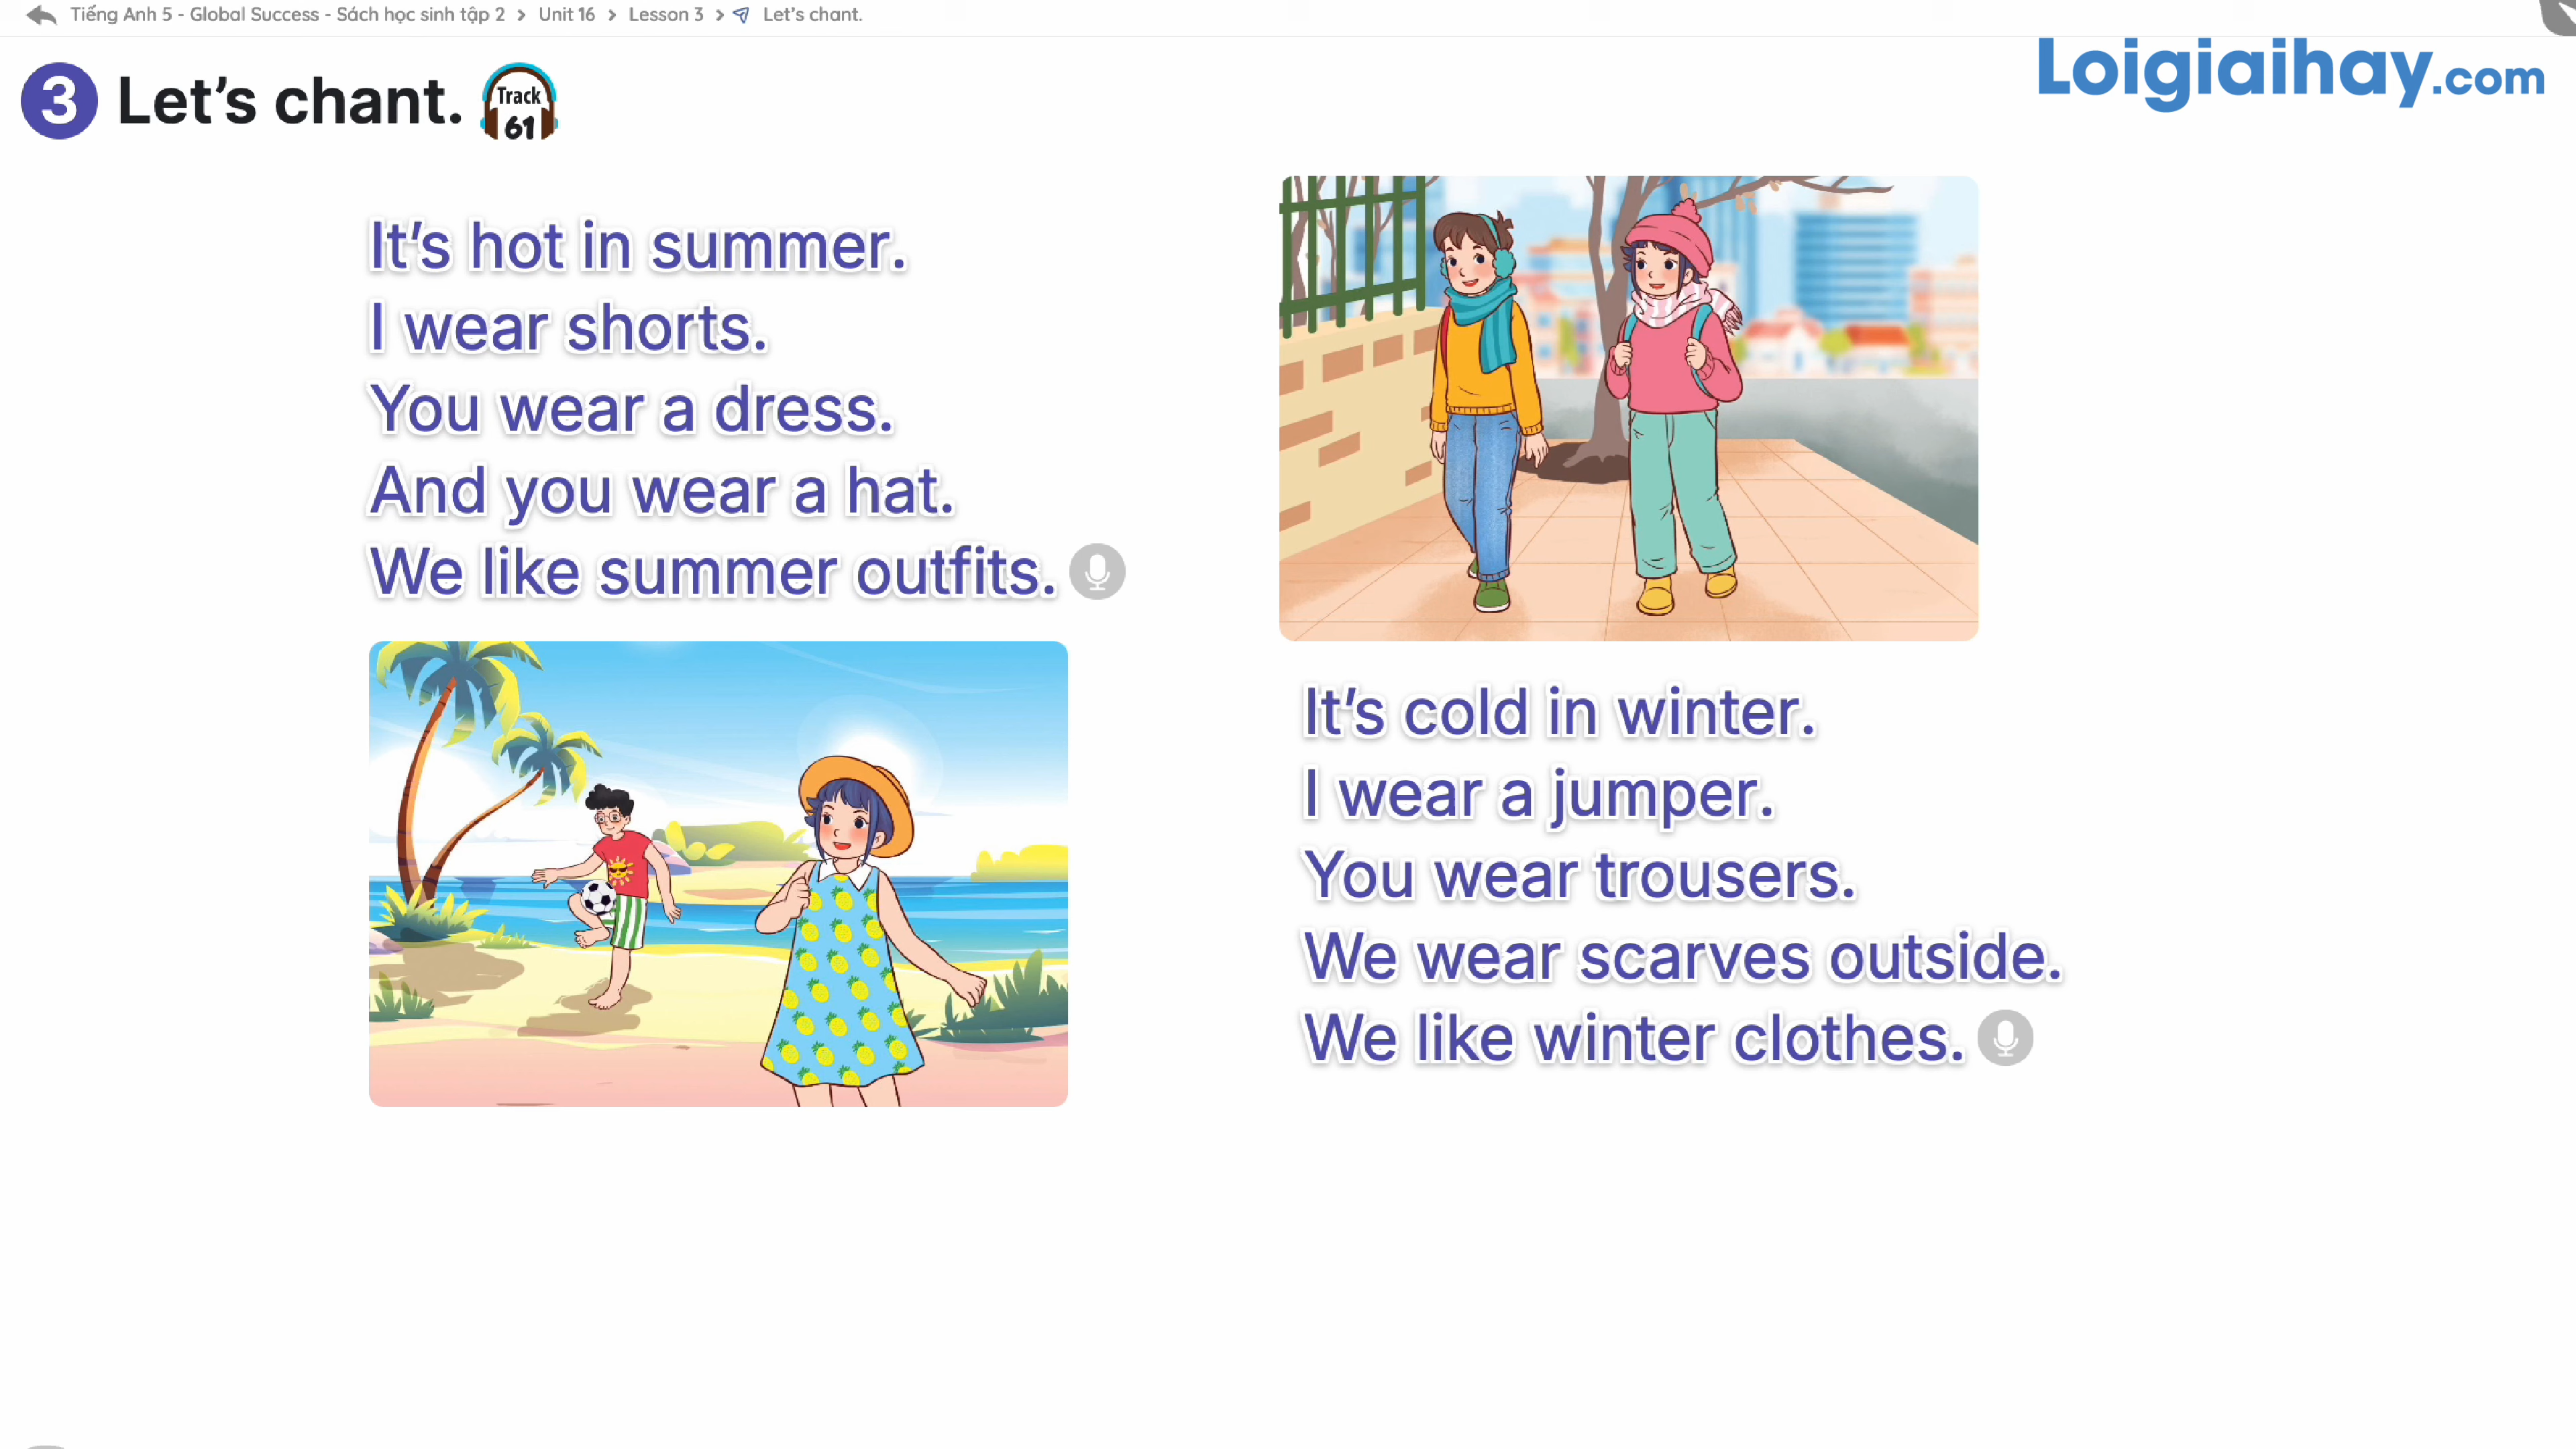 Tiếng Anh 5 - Global Success - Sách học sinh tập 2 > Unit 16 > Lesson 3 > Let's chant.
Loigiaihay.com
3 Let's chant. Track 61
It's hot in summer.
I wear shorts.
You wear a dress.
And you wear a hat.
We like summer outfits.
It's cold in winter.
I wear a jumper.
You wear trousers.
We wear scarves outside.
We like winter clothes.